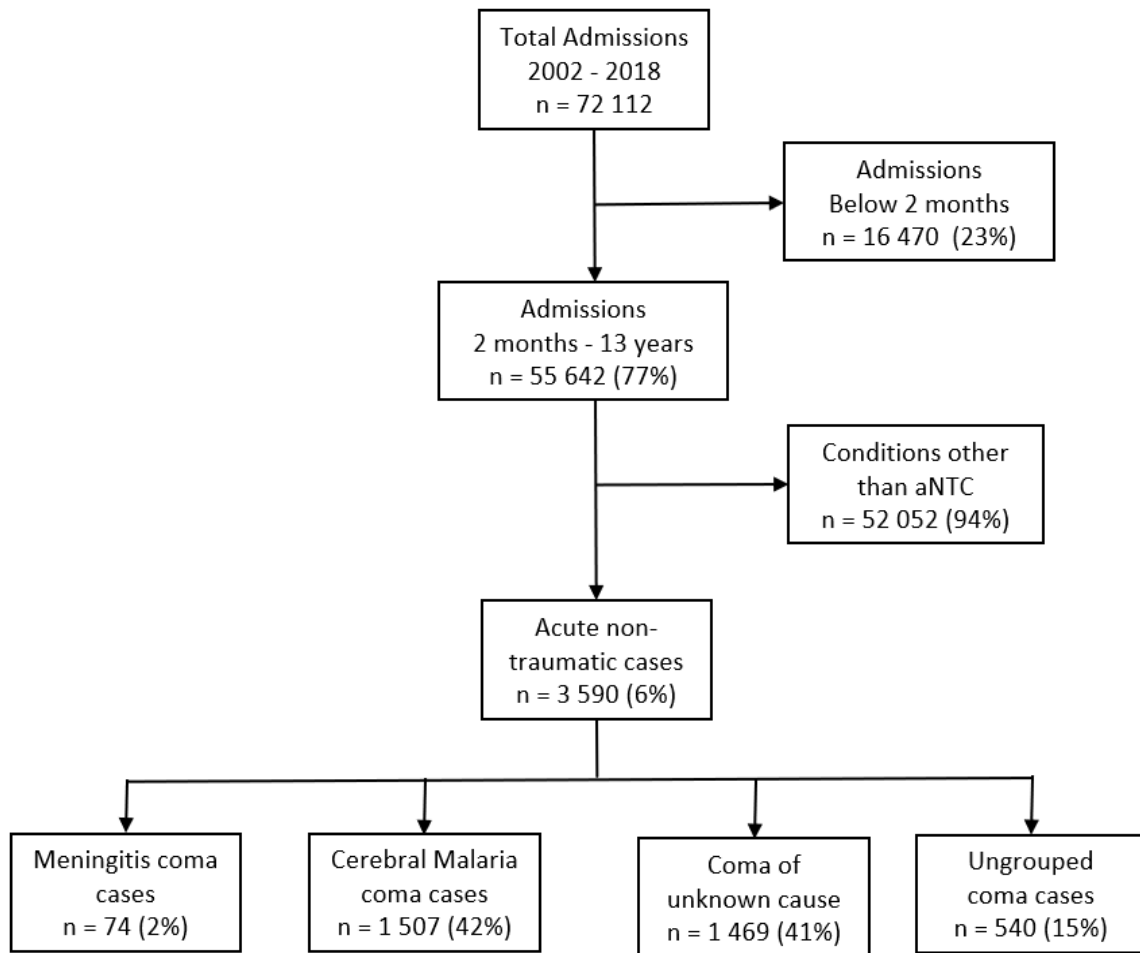 Total Admissions
2002 - 2018
n = 72 112
Admissions
Below 2 months
n = 16 470 (23%)
Admissions
2 months - 13 years
n = 55 642 (77%)
Conditions other
than aNTC
n = 52 052 (94%)
Acute non-
traumatic cases
n = 3 590 (6%)
Meningitis coma
cases
n = 74 (2%)
Cerebral Malaria
coma cases
n = 1 507 (42%)
Coma of
unknown cause
n = 1 469 (41%)
Ungrouped
coma cases
n = 540 (15%)